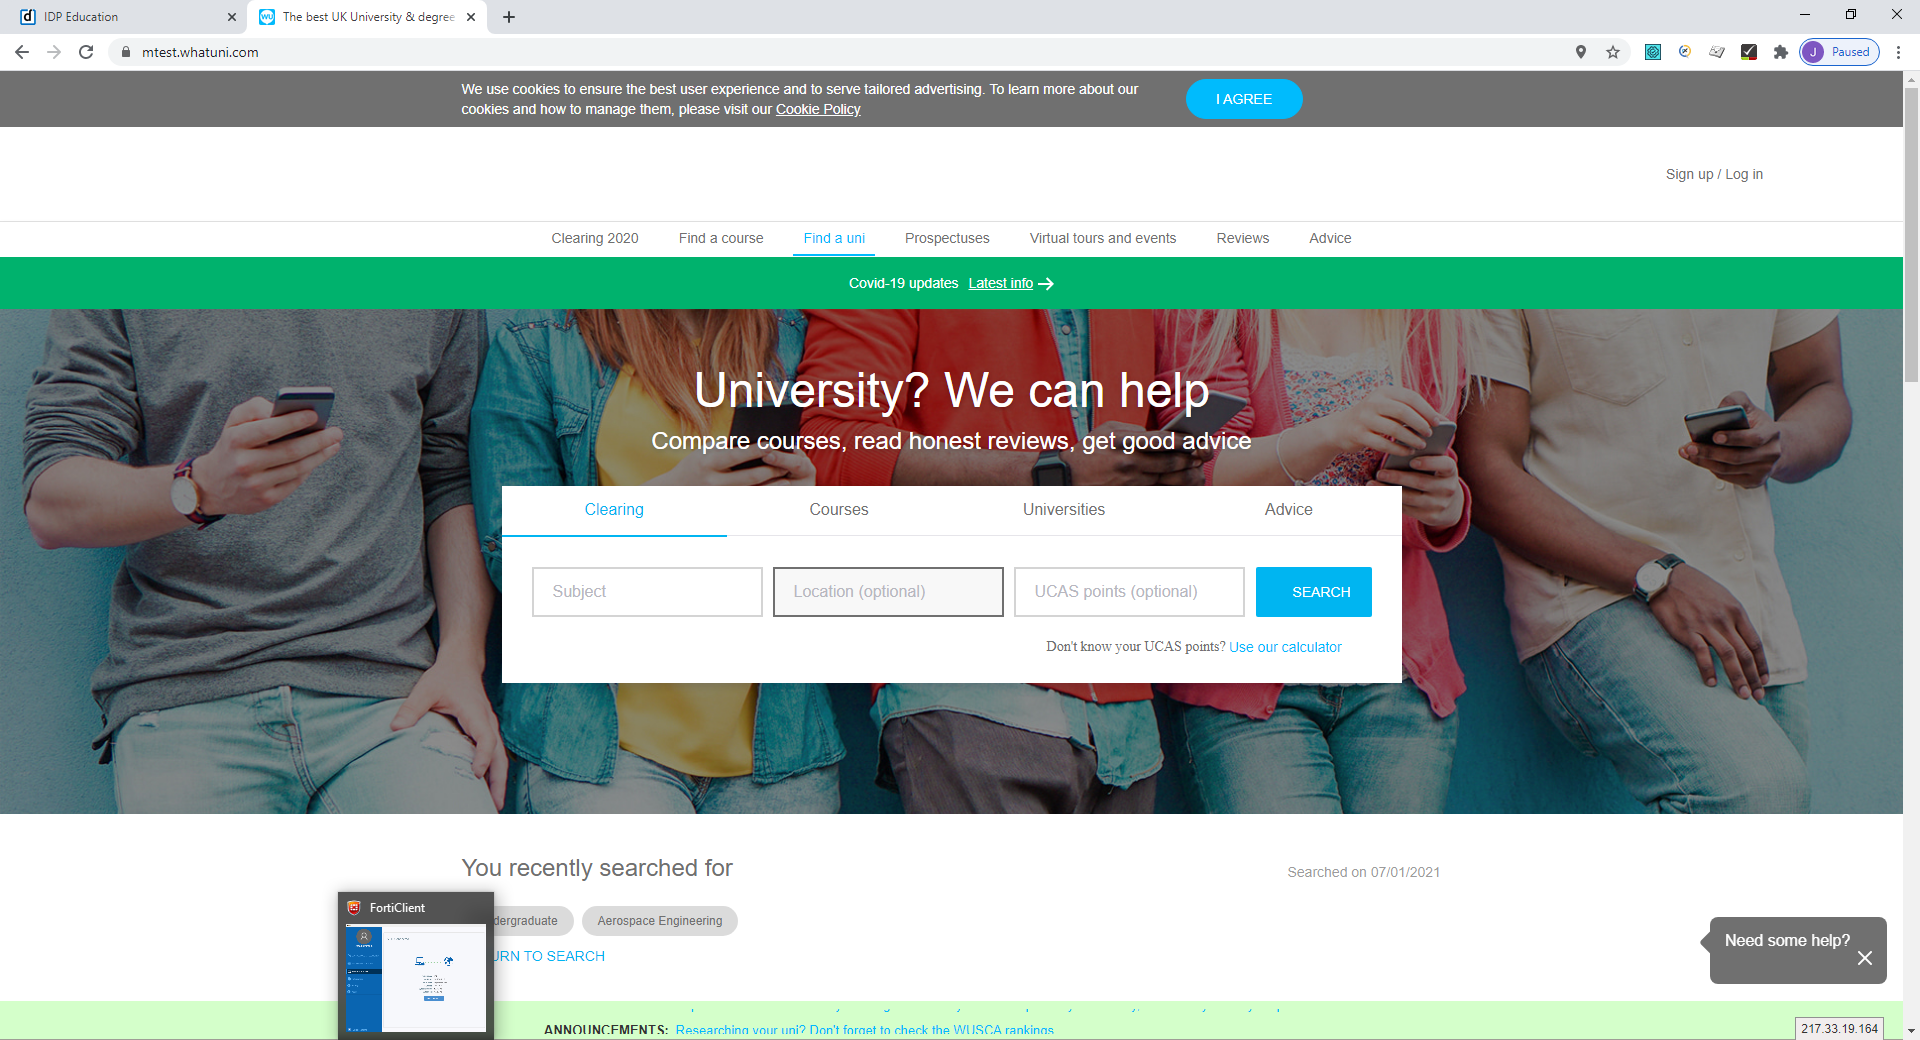 IDP Education
The best UK University & degree
mtest.whatuni.com
J Paused
We use cookies to ensure the best user experience and to serve tailored advertising. To learn more about our
cookies and how to manage them, please visit our Cookie Policy
I AGREE
Sign up / Log in
Clearing 2020 Find a course Find a uni Prospectuses Virtual tours and events Reviews Advice
Covid-19 updates Latest info
University? We can help
Compare courses, read honest reviews, get good advice
Clearing Courses Universities Advice
Subject Location (optional) UCAS points (optional) SEARCH
Don't know your UCAS points? Use our calculator
You recently searched for
Searched on 07/01/2021
FortiClient
dergraduate Aerospace Engineering
URN TO SEARCH
Need some help?
ANNOUNCEMENTS: Researching your uni? Don't forget to check the WUSCA rankings
217.33.19.164